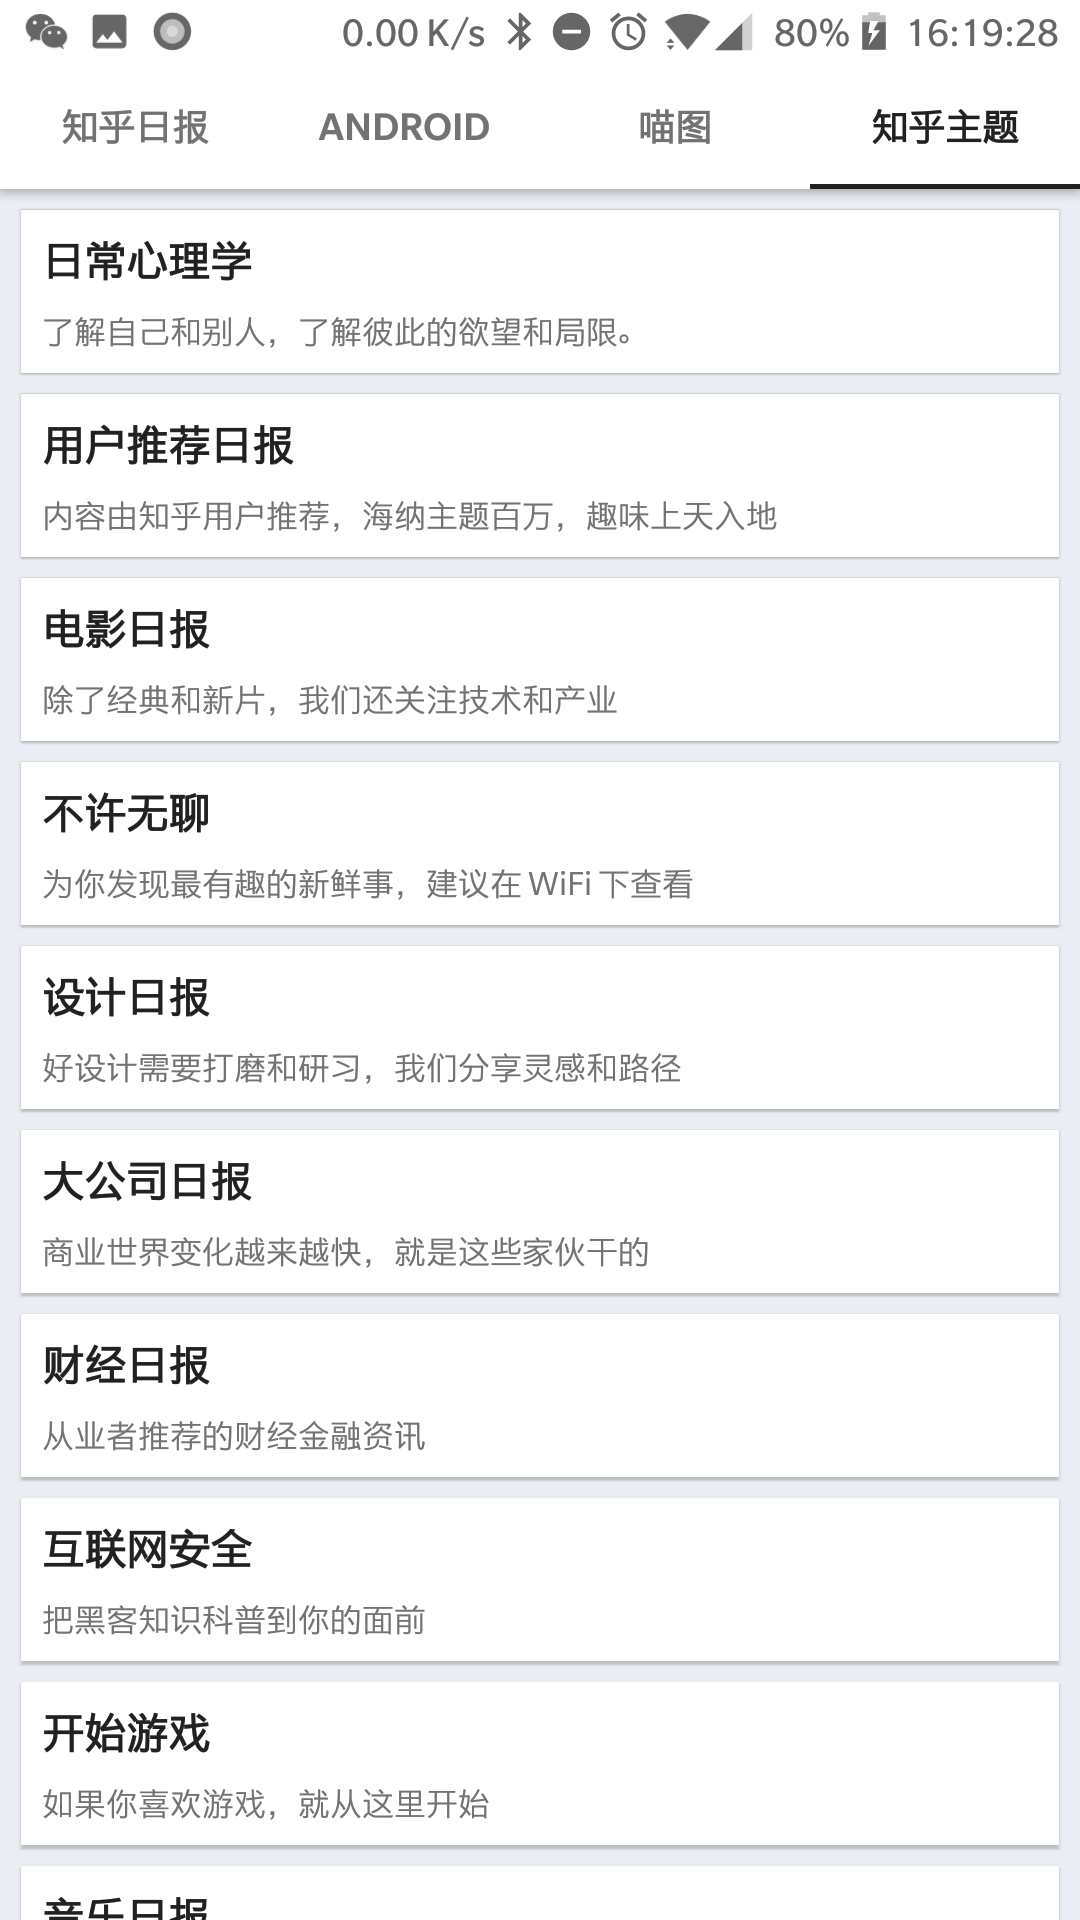 0.00 K/s 80% 16:19:28
知乎日报 ANDROID 喵图 知乎主题
日常心理学
了解自己和别人，了解彼此的欲望和局限。
用户推荐日报
内容由知乎用户推荐，海纳主题百万，趣味上天入地
电影日报
除了经典和新片，我们还关注技术和产业
不许无聊
为你发现最有趣的新鲜事，建议在 WiFi 下查看
设计日报
好设计需要打磨和研习，我们分享灵感和路径
大公司日报
商业世界变化越来越快，就是这些家伙干的
财经日报
从业者推荐的财经金融资讯
互联网安全
把黑客知识科普到你的面前
开始游戏
如果你喜欢游戏，就从这里开始
音乐日报